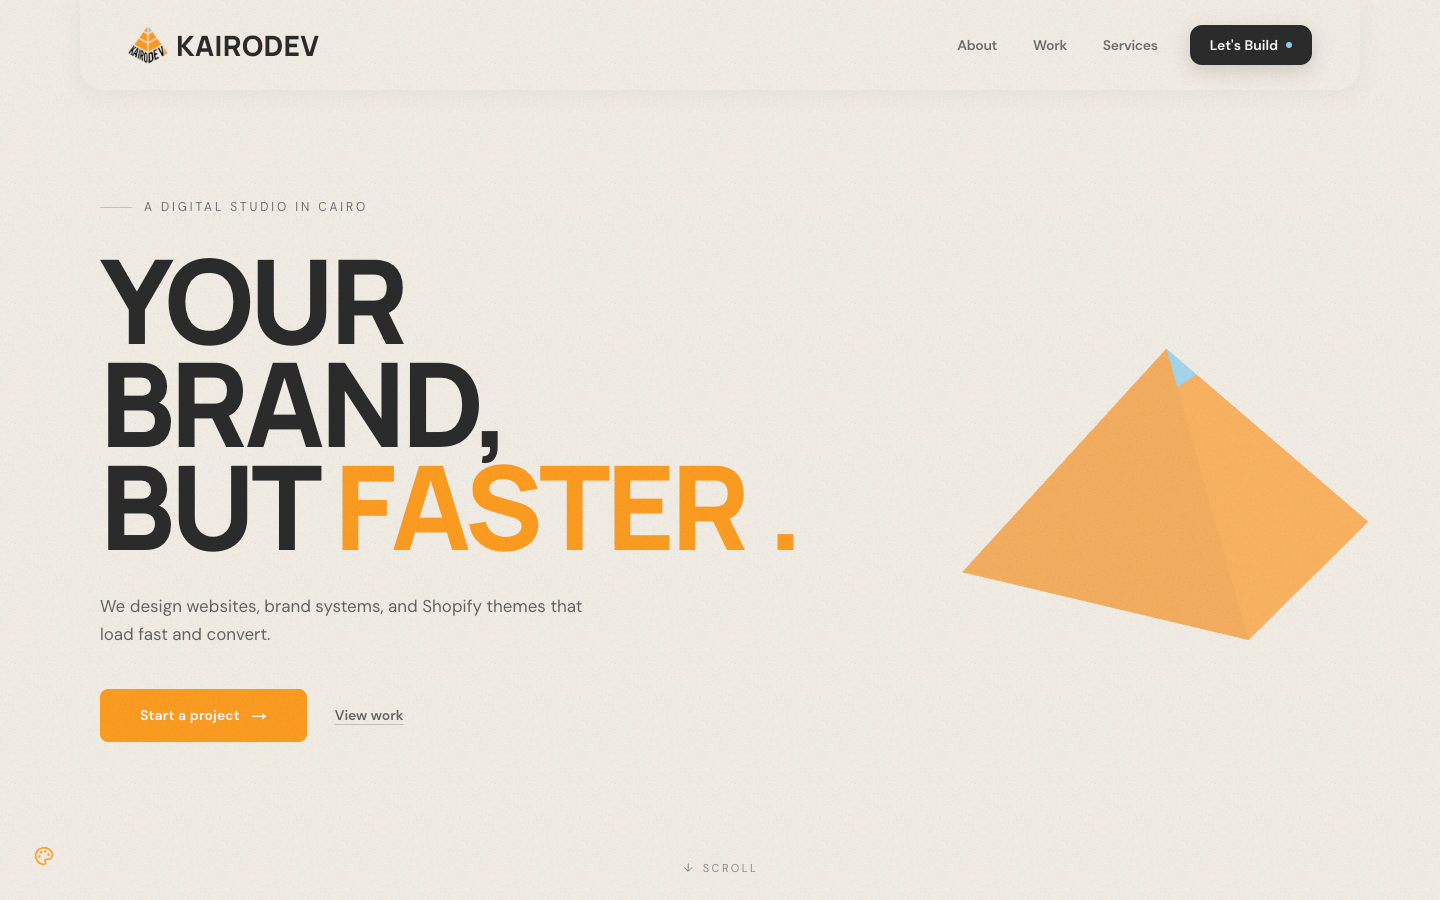 KAIRODEV
KAIRODEV
About
Work
Services
Let's Build
A DIGITAL STUDIO IN CAIRO
YOUR
BRAND,
BUT FASTER .
We design websites, brand systems, and Shopify themes that
load fast and convert.
Start a project →
View work
↓ SCROLL